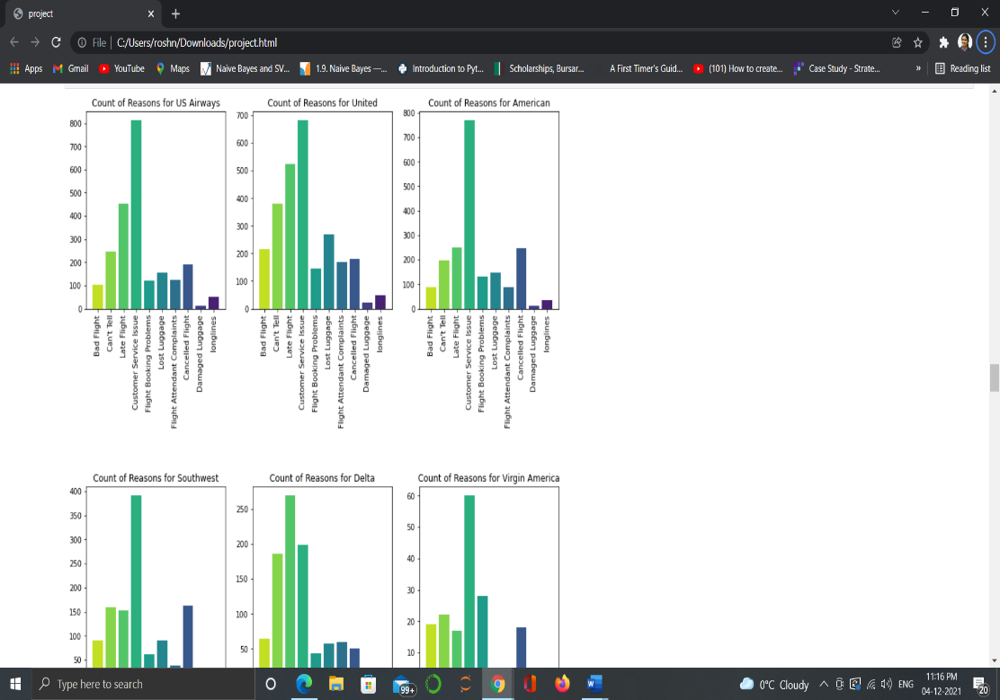 project
File C:/Users/roshn/Downloads/project.html
Apps Gmail YouTube Maps Naive Bayes and SV... 1.9. Naive Bayes —... Introduction to Pyt... Scholarships, Bursar... A First Timer's Guid... (101) How to create... Case Study - Strate... » Reading list
Count of Reasons for US Airways
800
700
600
500
400
300
200
100
0
Bad Flight
Can't Tell
Late Flight
Customer Service Issue
Flight Booking Problems
Lost Luggage
Flight Attendant Complaints
Cancelled Flight
Damaged Luggage
longlines
Count of Reasons for United
700
600
500
400
300
200
100
0
Bad Flight
Can't Tell
Late Flight
Customer Service Issue
Flight Booking Problems
Lost Luggage
Flight Attendant Complaints
Cancelled Flight
Damaged Luggage
longlines
Count of Reasons for American
800
700
600
500
400
300
200
100
0
Bad Flight
Can't Tell
Late Flight
Customer Service Issue
Flight Booking Problems
Lost Luggage
Flight Attendant Complaints
Cancelled Flight
Damaged Luggage
longlines
Count of Reasons for Southwest
400
350
300
250
200
150
100
50
Count of Reasons for Delta
250
200
150
100
50
Count of Reasons for Virgin America
60
50
40
30
20
10
Type here to search
99+
0°C Cloudy
ENG
11:16 PM
04-12-2021
20